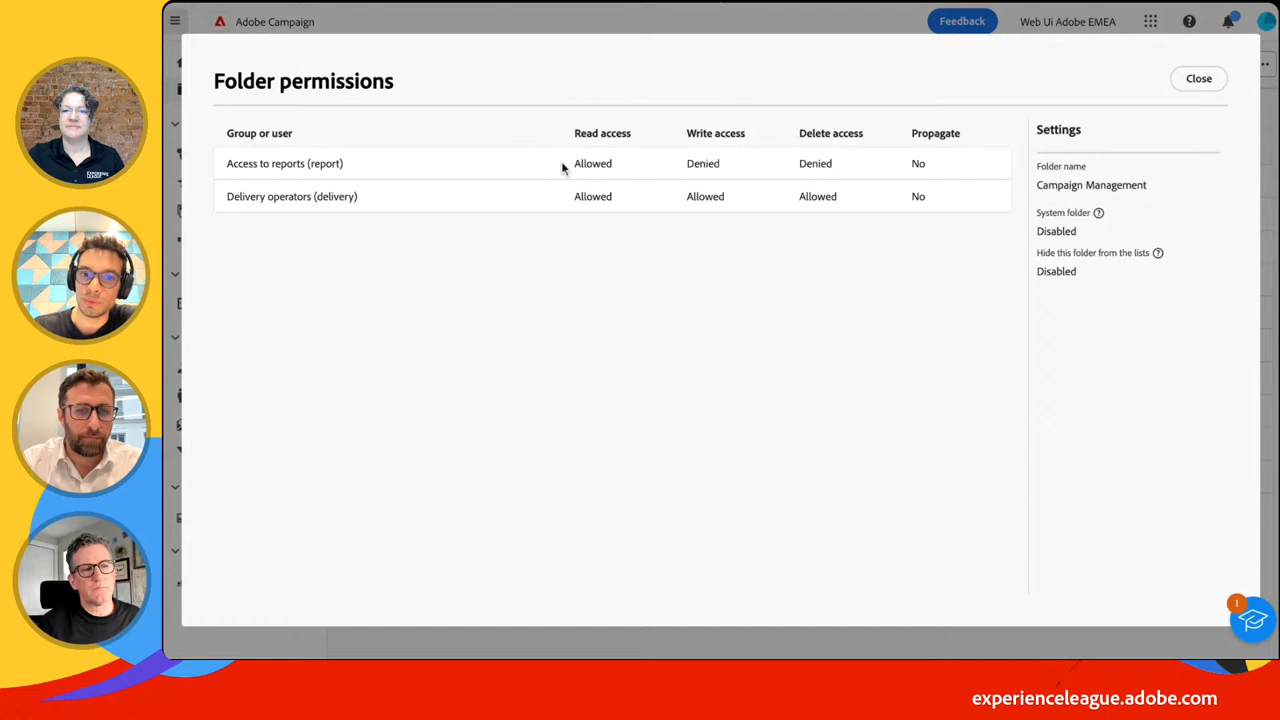 Adobe Campaign
Feedback
Web Ui Adobe EMEA
Folder permissions
Close
Group or user Read access Write access Delete access Propagate
Access to reports (report) Allowed Denied Denied No
Delivery operators (delivery) Allowed Allowed Allowed No
Settings
Folder name
Campaign Management
System folder
Disabled
Hide this folder from the lists
Disabled
1
experienceleague.adobe.com